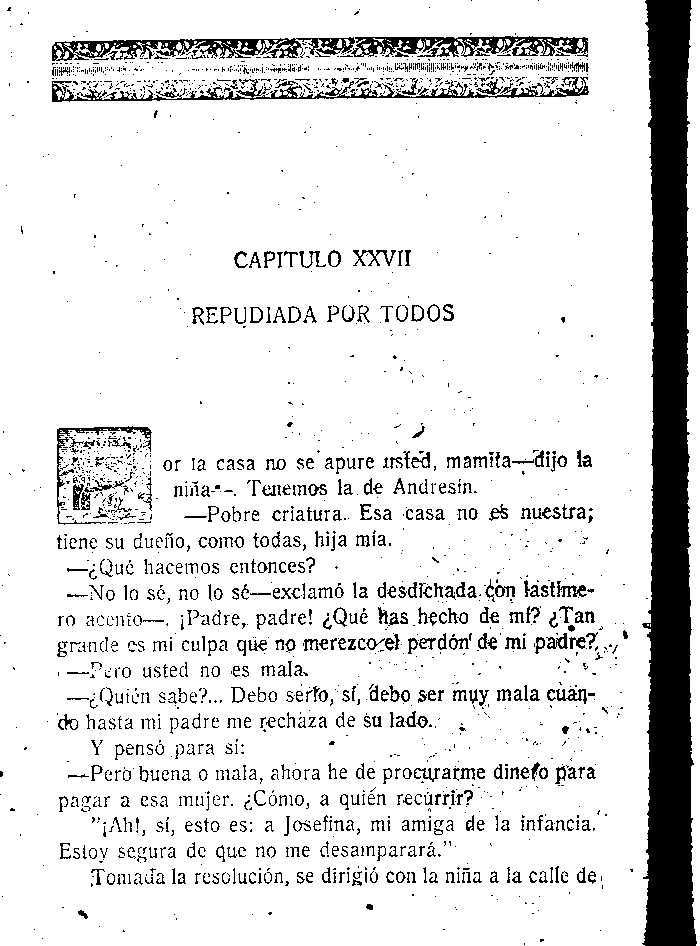 CAPITULO XXVII
REPUDIADA POR TODOS
Por la casa no se apure usted, mamita—dijo la
niña—. Tenemos la de Andresín.
—Pobre criatura. Esa casa no es nuestra;
tiene su dueño, como todas, hija mía.
—¿Qué hacemos entonces?
—No lo sé, no lo sé—exclamó la desdichada con lastime-
ro acento—. ¡Padre, padre! ¿Qué has hecho de mí? ¿Tan
grande es mi culpa que no merezco el perdón de mi padre?
—Pero usted no es mala.
—¿Quién sabe?... Debo serlo, sí, debo ser muy mala cuan-
do hasta mi padre me rechaza de su lado.
Y pensó para sí:
—Pero buena o mala, ahora he de procurarme dinero para
pagar a esa mujer. ¿Cómo, a quién recurrir?
"¡Ah!, sí, esto es: a Josefina, mi amiga de la infancia.
Estoy segura de que no me desamparará."
Tomada la resolución, se dirigió con la niña a la calle de